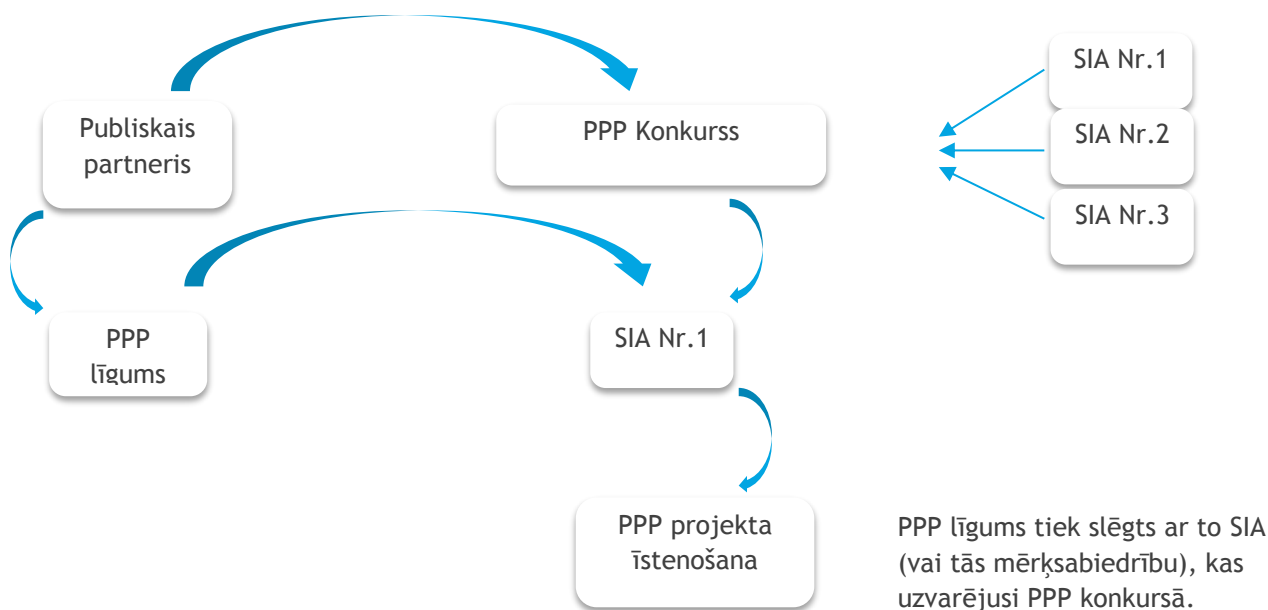 SIA Nr.1
Publiskais
partneris
PPP Konkurss
SIA Nr.2
SIA Nr.3
PPP
līgums
SIA Nr.1
PPP projekta
īstenošana
PPP līgums tiek slēgts ar to SIA
(vai tās mērķsabiedrību), kas
uzvarējusi PPP konkursā.